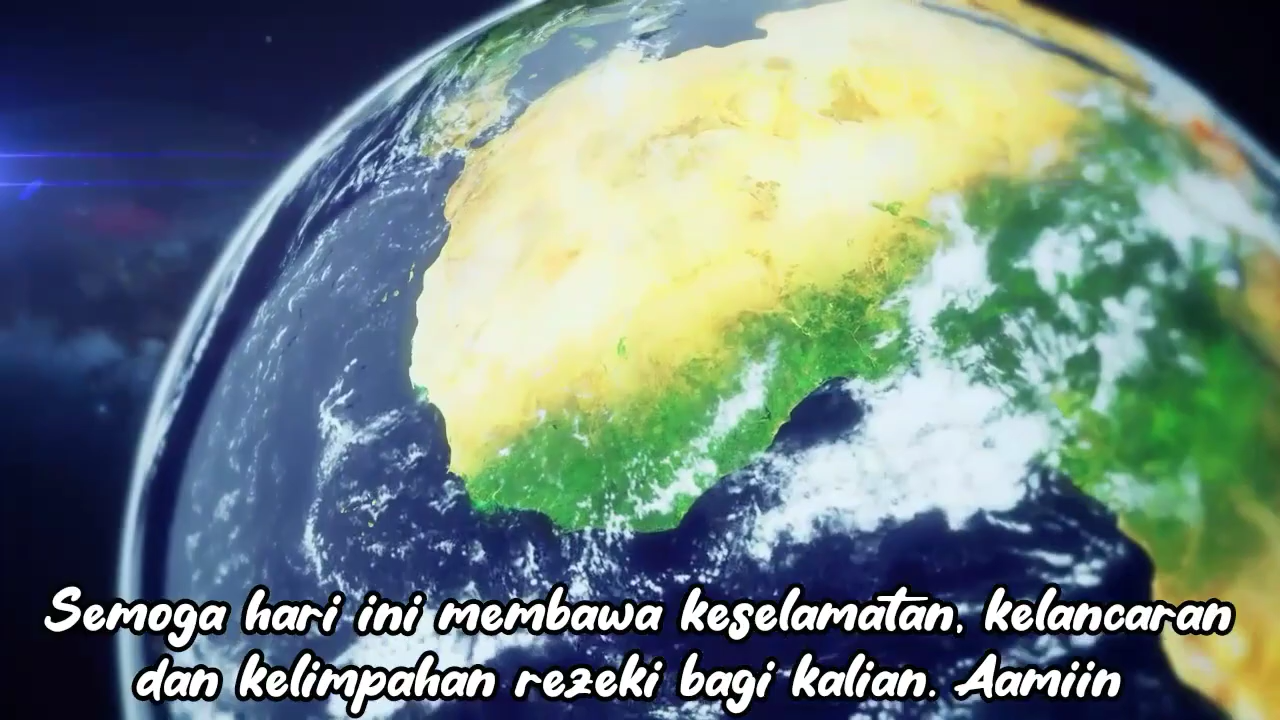 Semoga hari ini membawa keselamatan, kelancaran
dan kelimpahan rezeki bagi kalian. Aamiin